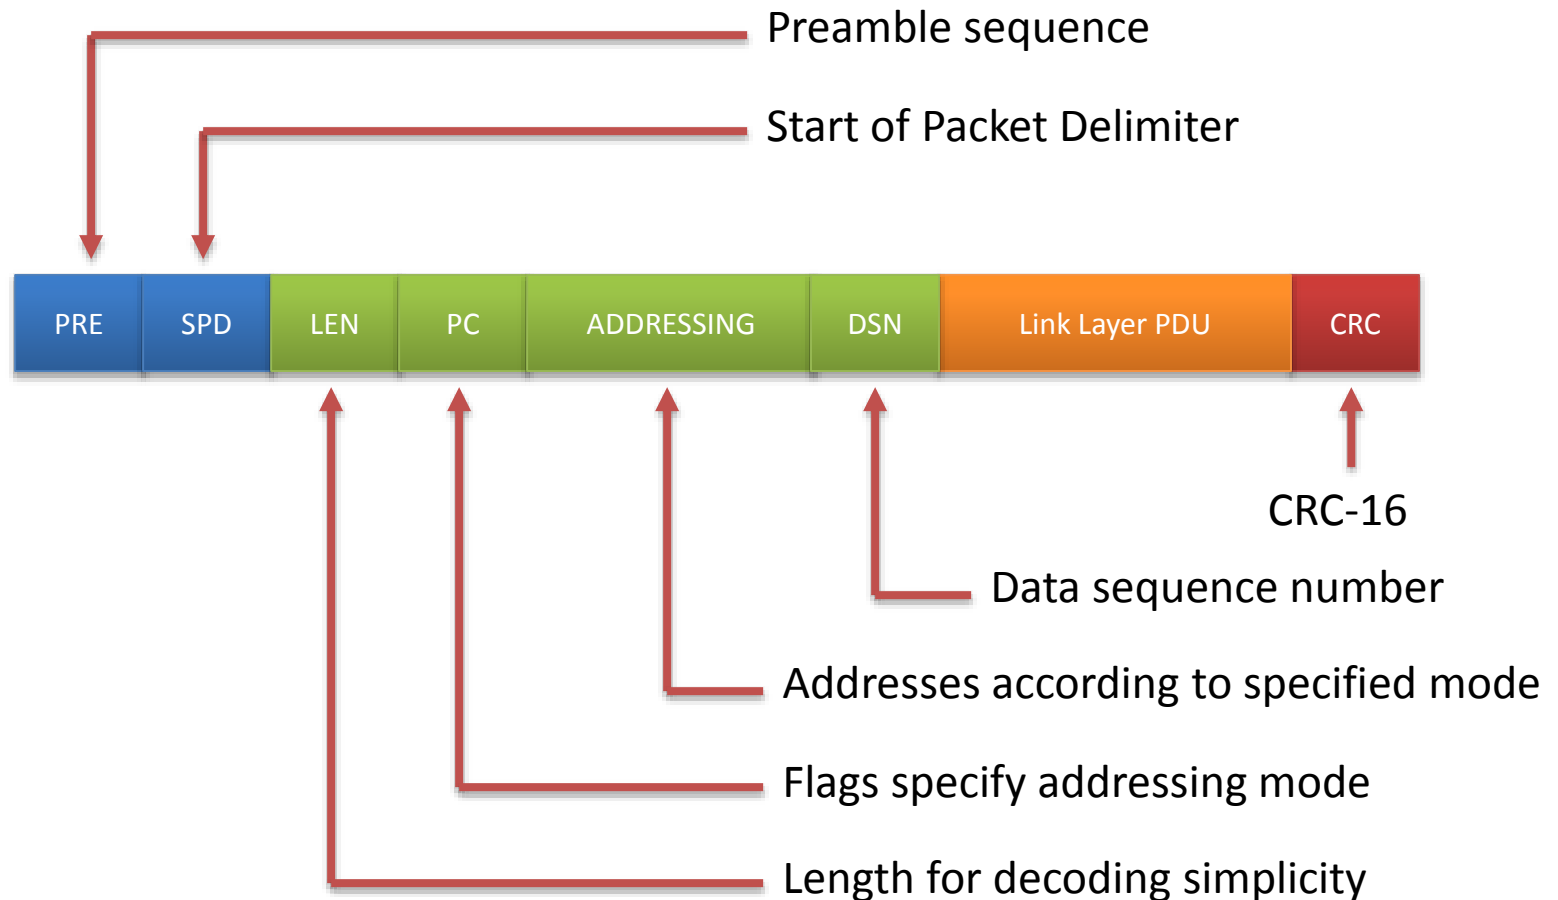 Preamble sequence
Start of Packet Delimiter
PRE SPD LEN PC ADDRESSING DSN Link Layer PDU CRC
CRC-16
Data sequence number
Addresses according to specified mode
Flags specify addressing mode
Length for decoding simplicity